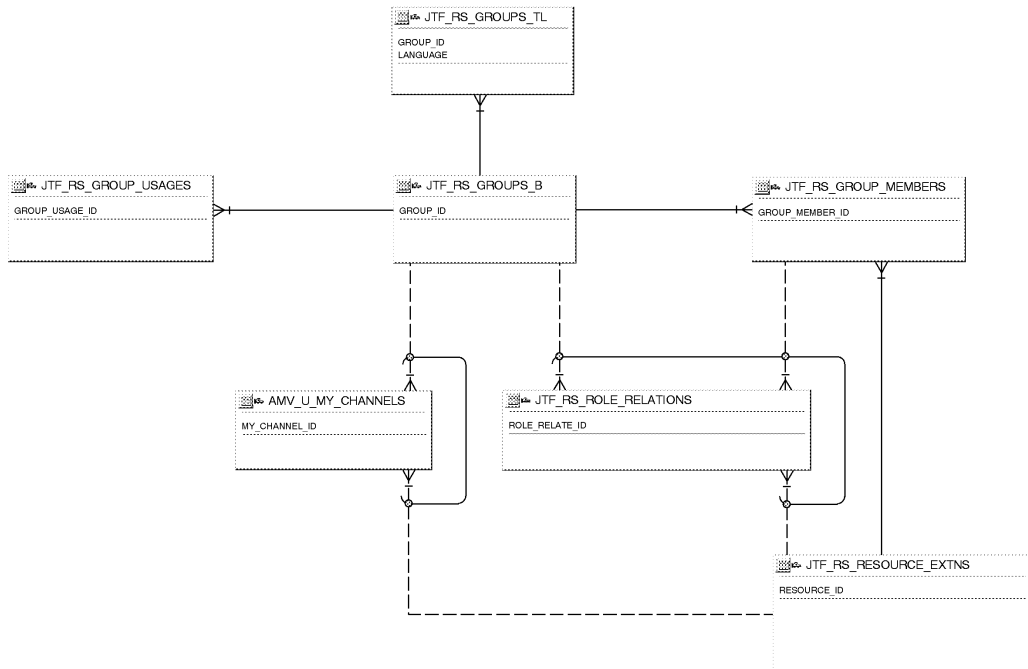 JTF_RS_GROUPS_TL
GROUP_ID
LANGUAGE
JTF_RS_GROUP_USAGES
GROUP_USAGE_ID
JTF_RS_GROUPS_B
GROUP_ID
JTF_RS_GROUP_MEMBERS
GROUP_MEMBER_ID
AMV_U_MY_CHANNELS
MY_CHANNEL_ID
JTF_RS_ROLE_RELATIONS
ROLE_RELATE_ID
JTF_RS_RESOURCE_EXTNS
RESOURCE_ID